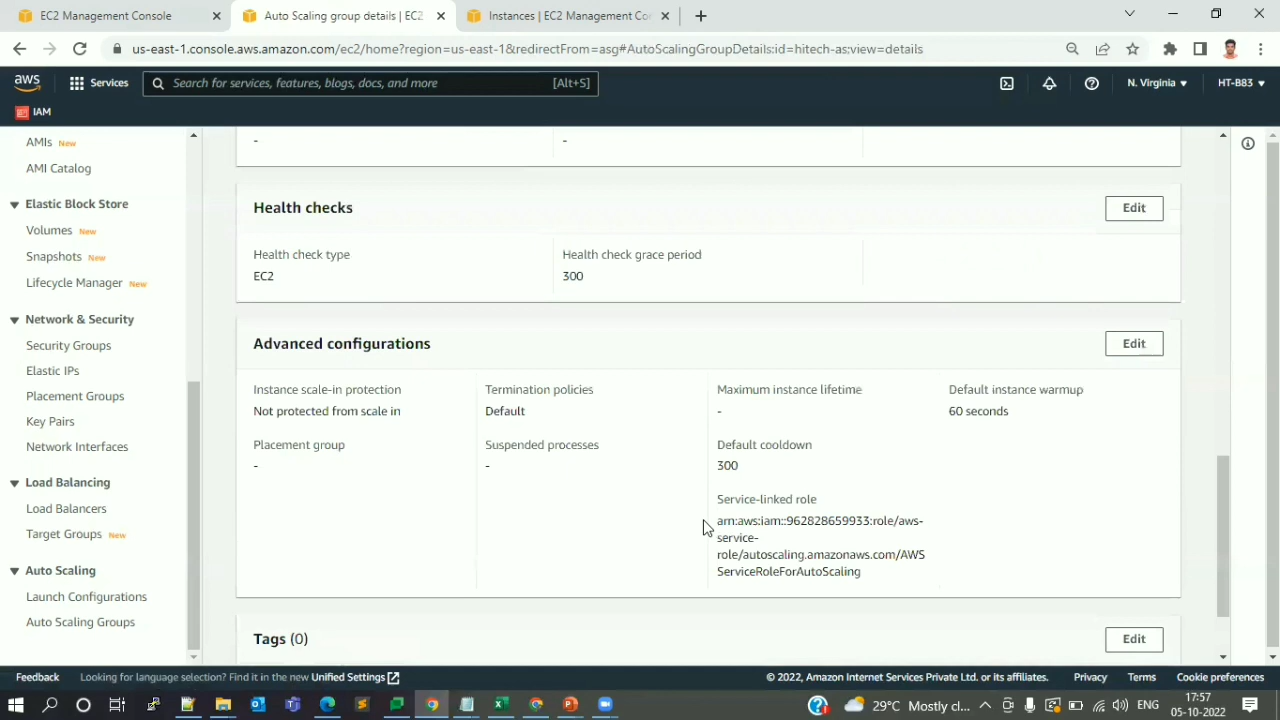 EC2 Management Console
Auto Scaling group details | EC2
Instances | EC2 Management Con
us-east-1.console.aws.amazon.com/ec2/home?region=us-east-1&redirectFrom=asg#AutoScalingGroupDetails:id=hitech-as;view=details
aws
Services
Search for services, features, blogs, docs, and more
[Alt+S]
N. Virginia
HT-B83
IAM
AMIs New
AMI Catalog
Elastic Block Store
Volumes New
Snapshots New
Lifecycle Manager New
Network & Security
Security Groups
Elastic IPs
Placement Groups
Key Pairs
Network Interfaces
Load Balancing
Load Balancers
Target Groups New
Auto Scaling
Launch Configurations
Auto Scaling Groups
-
-
Health checks
Edit
Health check type
EC2
Health check grace period
300
Advanced configurations
Edit
Instance scale-in protection
Not protected from scale in
Termination policies
Default
Maximum instance lifetime
-
Default instance warmup
60 seconds
Placement group
-
Suspended processes
-
Default cooldown
300
Service-linked role
arn:aws:iam::962828659933:role/aws-
service-
role/autoscaling.amazonaws.com/AWS
ServiceRoleForAutoScaling
Tags (0)
Edit
Feedback
Looking for language selection? Find it in the new Unified Settings
© 2022, Amazon Internet Services Private Ltd. or its affiliates.
Privacy
Terms
Cookie preferences
29°C Mostly cl...
ENG
17:57
05-10-2022